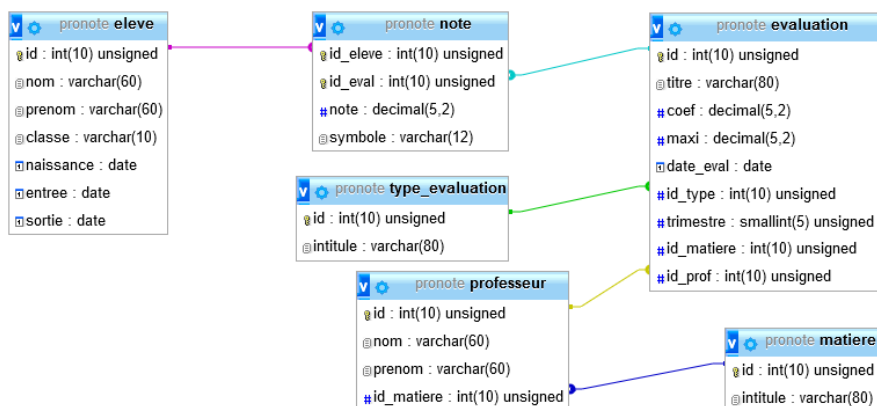 pronote eleve
id : int(10) unsigned
nom : varchar(60)
prenom : varchar(60)
classe : varchar(10)
naissance : date
entree : date
sortie : date
pronote note
id_eleve : int(10) unsigned
id_eval : int(10) unsigned
#note : decimal(5,2)
symbole : varchar(12)
pronote evaluation
id : int(10) unsigned
titre : varchar(80)
#coef : decimal(5,2)
#maxi : decimal(5,2)
date_eval : date
#id_type : int(10) unsigned
#trimestre : smallint(5) unsigned
#id_matiere : int(10) unsigned
#id_prof : int(10) unsigned
pronote type_evaluation
id : int(10) unsigned
intitule : varchar(80)
pronote professeur
id : int(10) unsigned
nom : varchar(60)
prenom : varchar(60)
#id_matiere : int(10) unsigned
pronote matiere
id : int(10) unsigned
intitule : varchar(80)